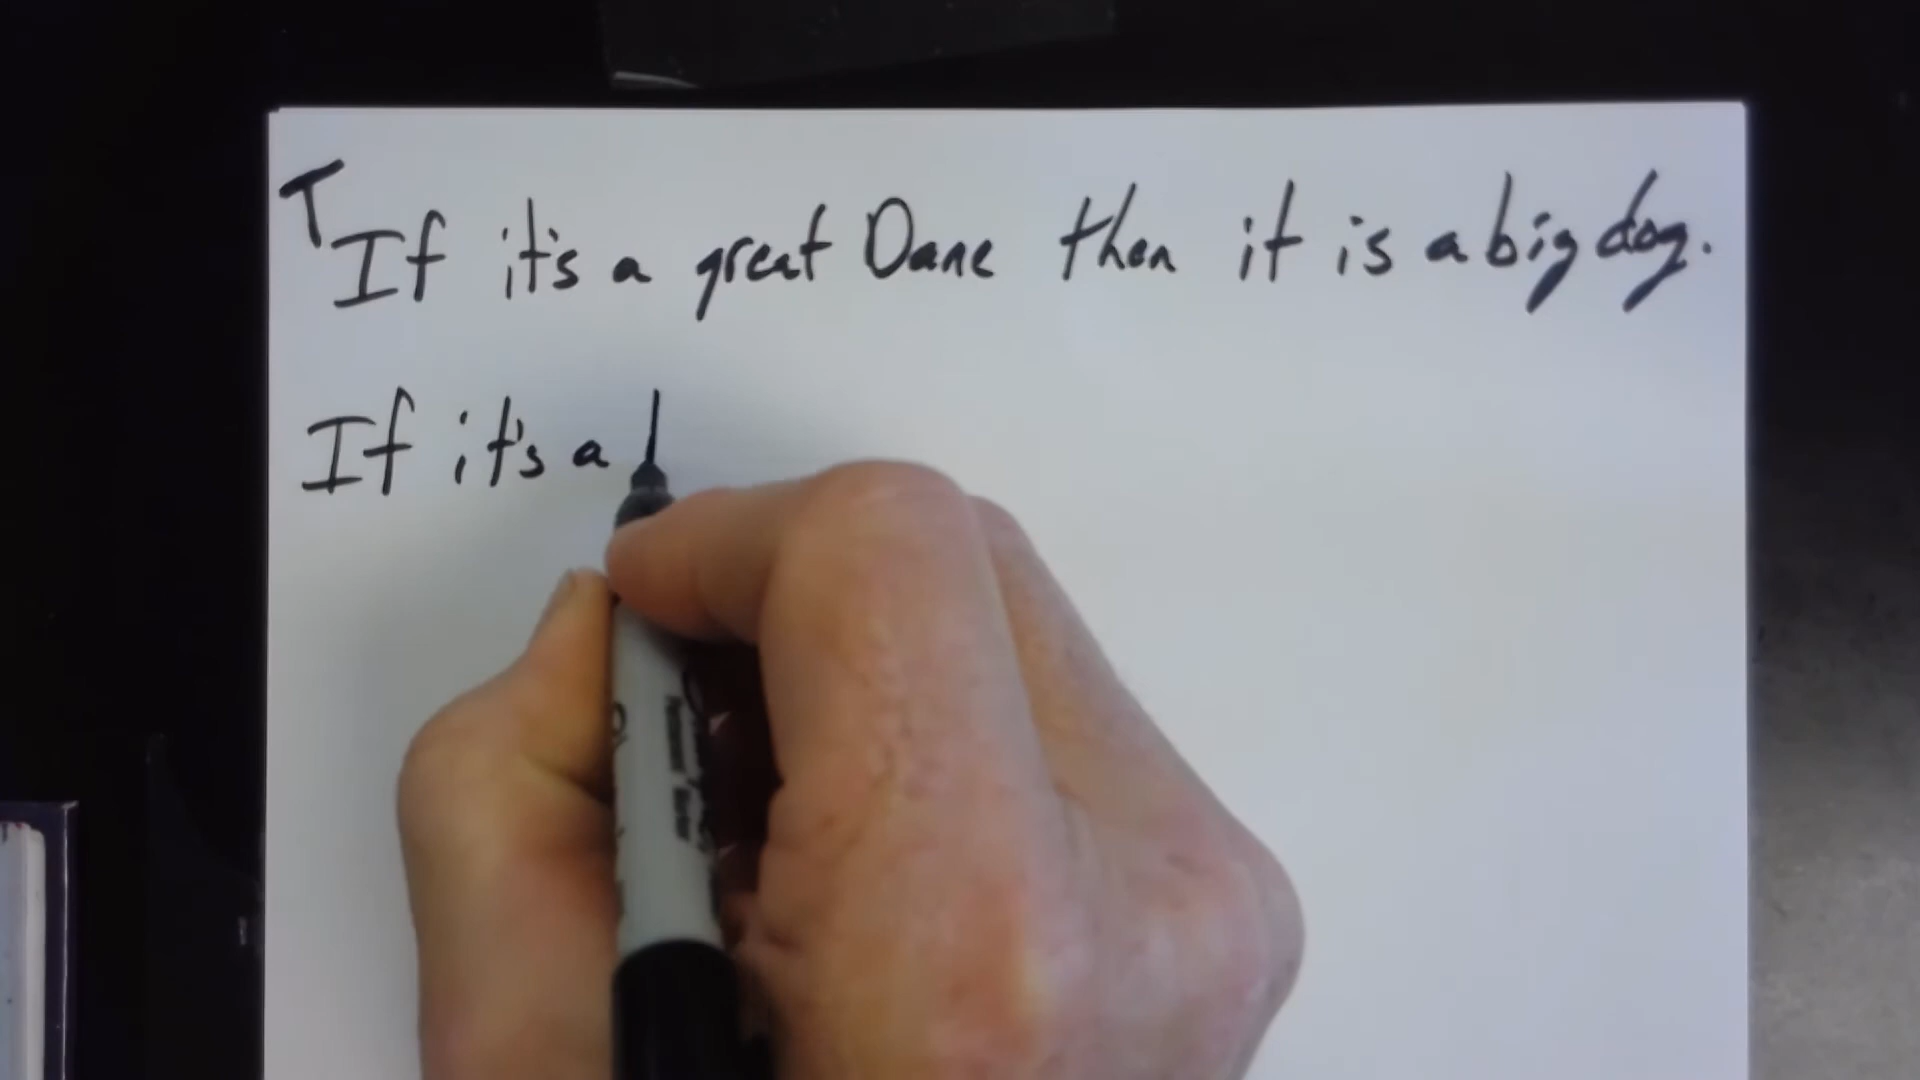 T If it's a great Dane then it is a big dog.
If it's a